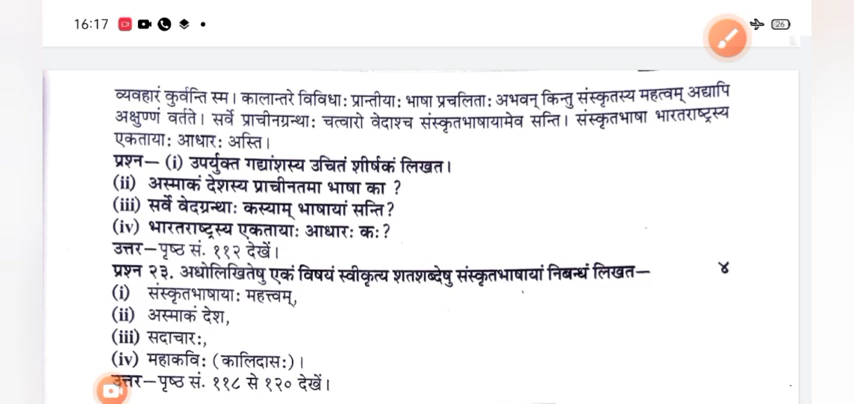 16:17
26
व्यवहारं कुर्वन्ति स्म। कालान्तरे विविधाः प्रान्तीयाः भाषा प्रचलिताः अभवन् किन्तु संस्कृतस्य महत्वम् अद्यापि
अक्षुण्णं वर्तते। सर्वे प्राचीनग्रन्थाः चत्वारो वेदाश्च संस्कृतभाषायामेव सन्ति। संस्कृतभाषा भारतराष्ट्रस्य
एकतायाः आधारः अस्ति।
प्रश्न– (i) उपर्युक्त गद्यांशस्य उचितं शीर्षकं लिखत।
(ii) अस्माकं देशस्य प्राचीनतमा भाषा का ?
(iii) सर्वे वेदग्रन्थाः कस्याम् भाषायां सन्ति?
(iv) भारतराष्ट्रस्य एकतायाः आधारः कः?
उत्तर–पृष्ठ सं. ११२ देखें।
प्रश्न २३. अधोलिखितेषु एकं विषयं स्वीकृत्य शतशब्देषु संस्कृतभाषायां निबन्धं लिखत– ४
(i) संस्कृतभाषायाः महत्त्वम्,
(ii) अस्माकं देश,
(iii) सदाचारः,
(iv) महाकविः (कालिदासः)।
उत्तर–पृष्ठ सं. ११८ से १२० देखें।